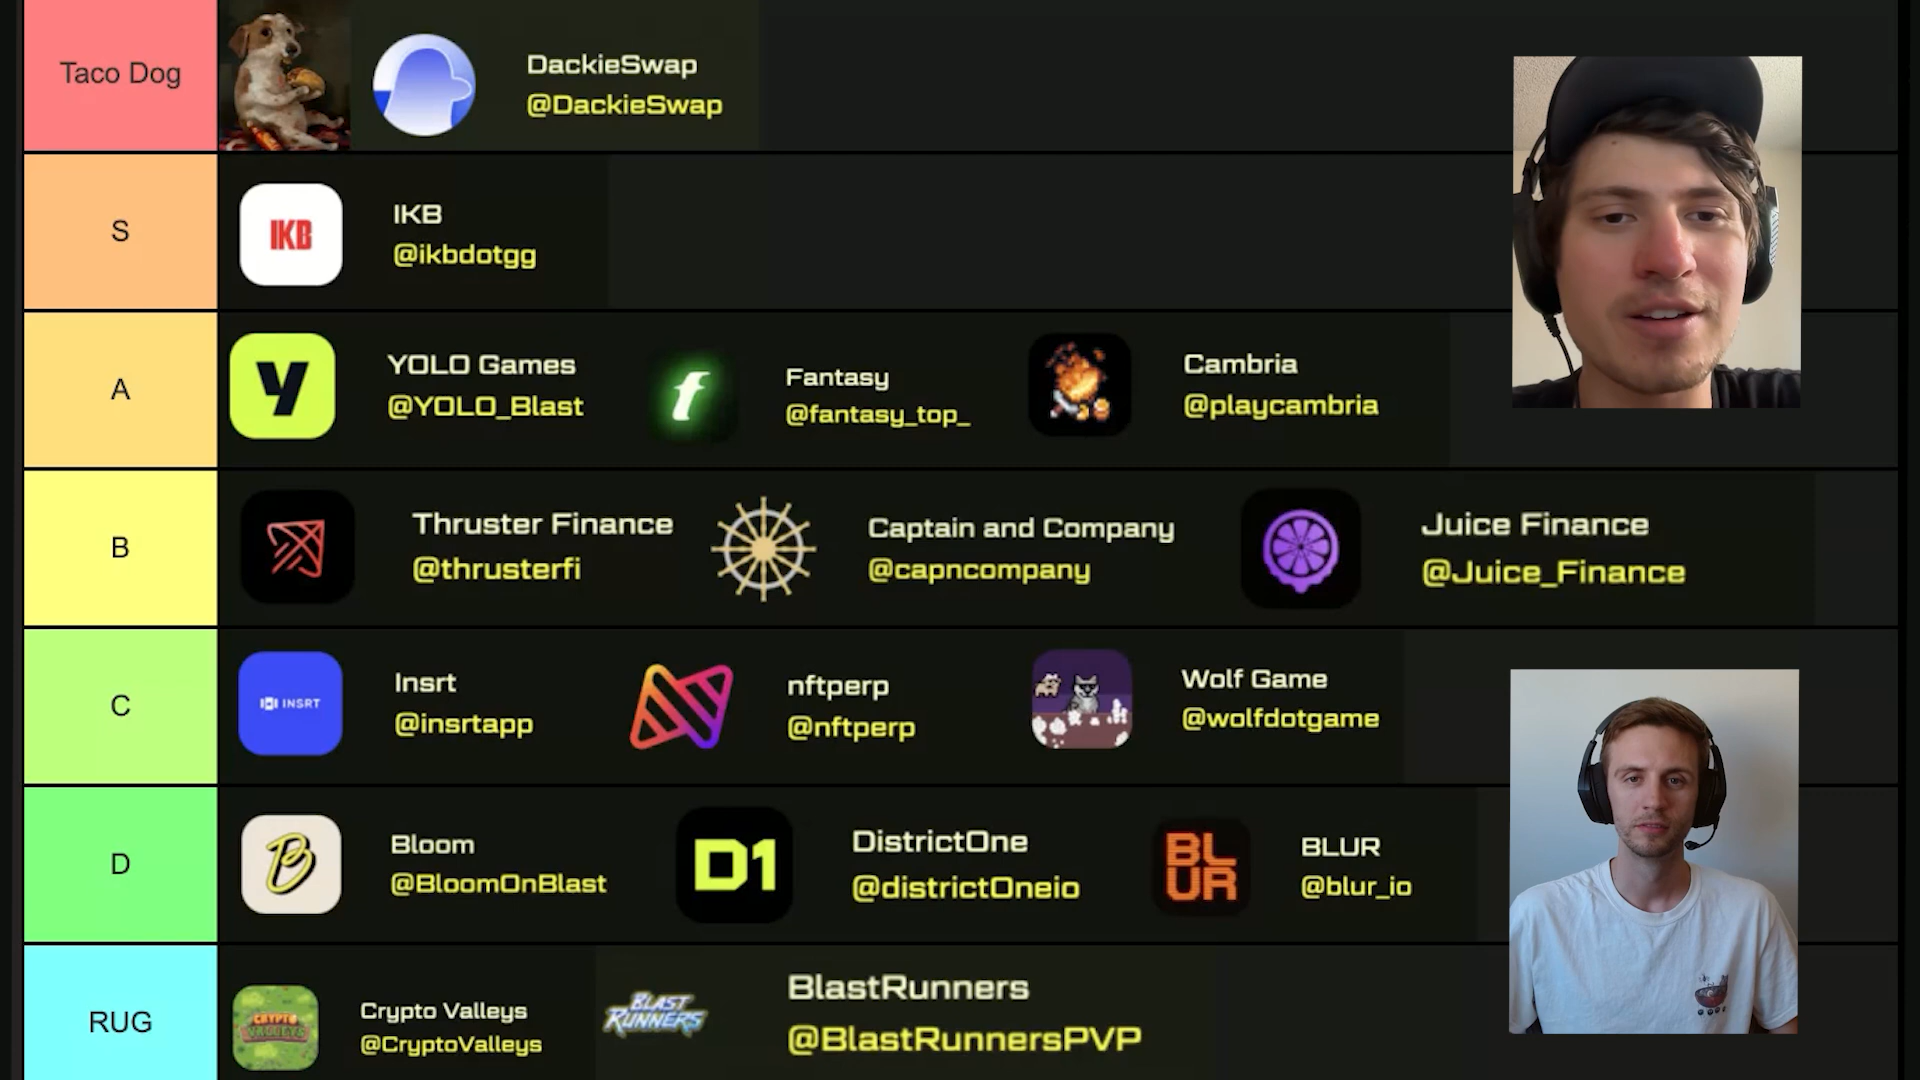 Taco Dog
DackieSwap
@DackieSwap
S
IKB
IKB
@ikbdotgg
A
y
YOLO Games
@YOLO_Blast
f
Fantasy
@fantasy_top_
Cambria
@playcambria
B
Thruster Finance
@thrusterfi
Captain and Company
@capncompany
Juice Finance
@Juice_Finance
C
INSRT
Insrt
@insrtapp
nftperp
@nftperp
Wolf Game
@wolfdotgame
D
B
Bloom
@BloomOnBlast
D1
DistrictOne
@districtOneio
BL
UR
BLUR
@blur_io
RUG
CRYPTO
VALLEYS
Crypto Valleys
@CryptoValleys
BLAST
RUNNERS
BlastRunners
@BlastRunnersPVP